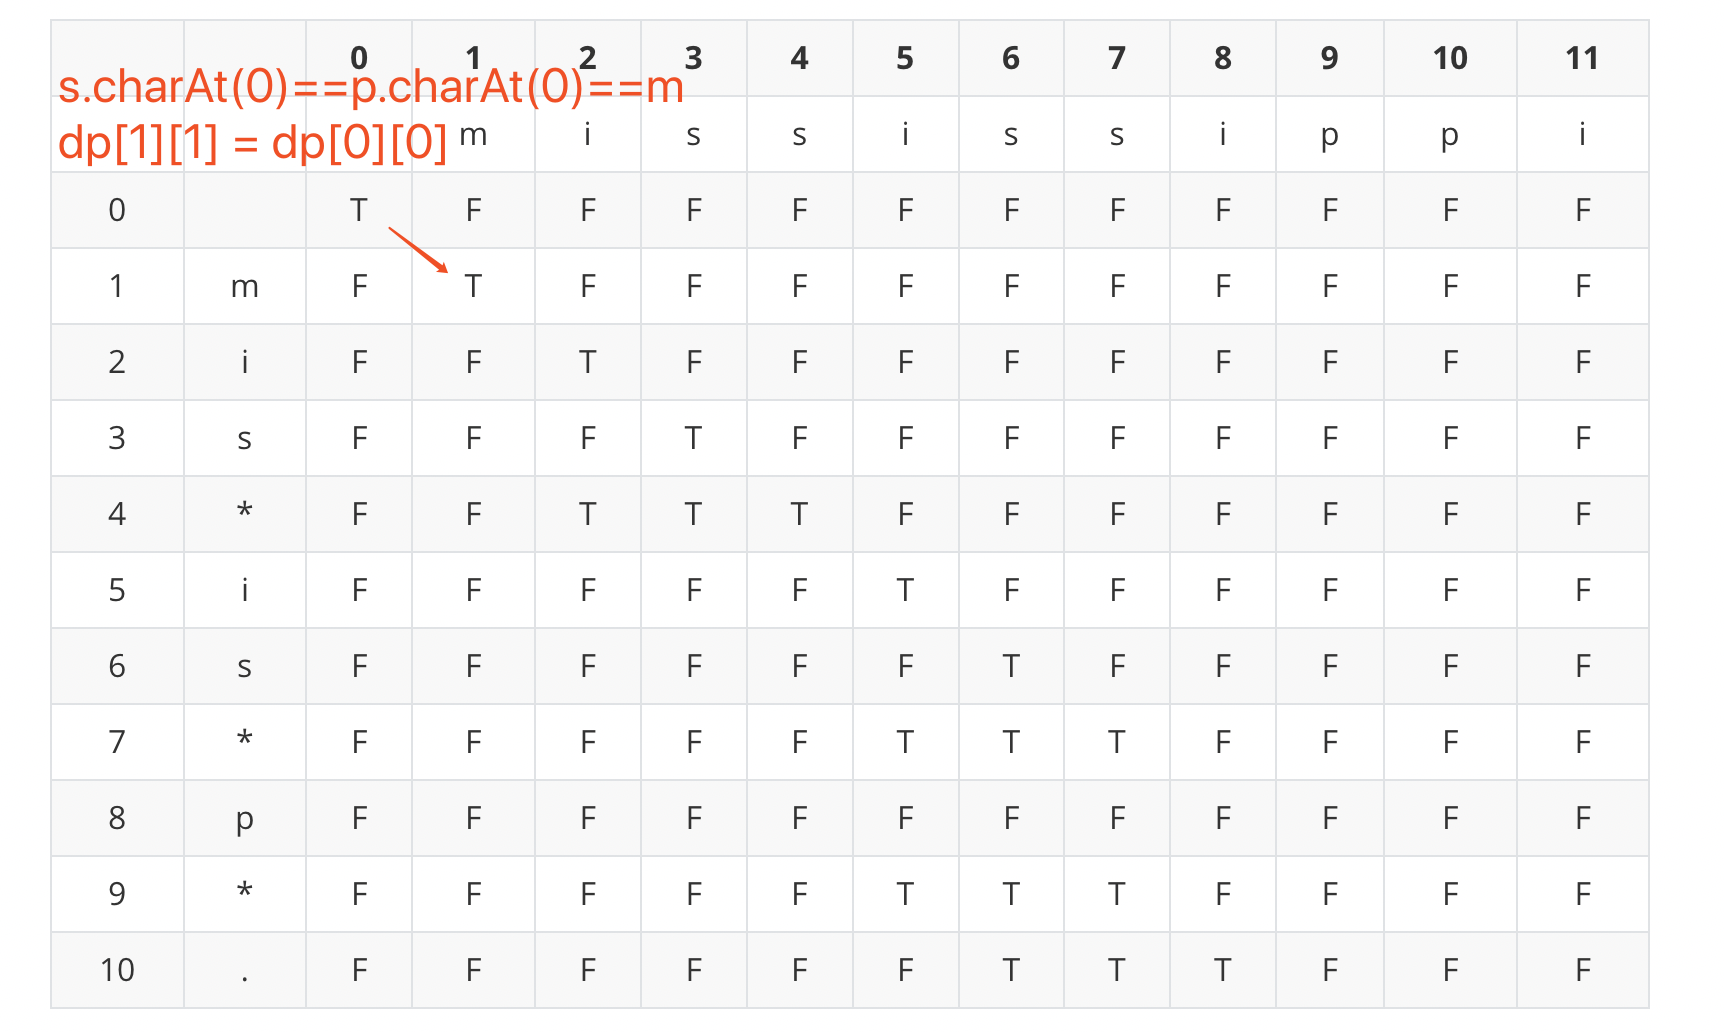 0 1 2 3 4 5 6 7 8 9 10 11
s.charAt(0)==p.charAt(0)==m
dp[1][1] = dp[0][0] m i s s i s s i p p i
0 T F F F F F F F F F F F
1 m F T F F F F F F F F F F
2 i F F T F F F F F F F F F
3 s F F F T F F F F F F F F
4 * F F T T T F F F F F F F
5 i F F F F F T F F F F F F
6 s F F F F F F T F F F F F
7 * F F F F F T T T F F F F
8 p F F F F F F F F F F F F
9 * F F F F F T T T F F F F
10 . F F F F F F T T T F F F